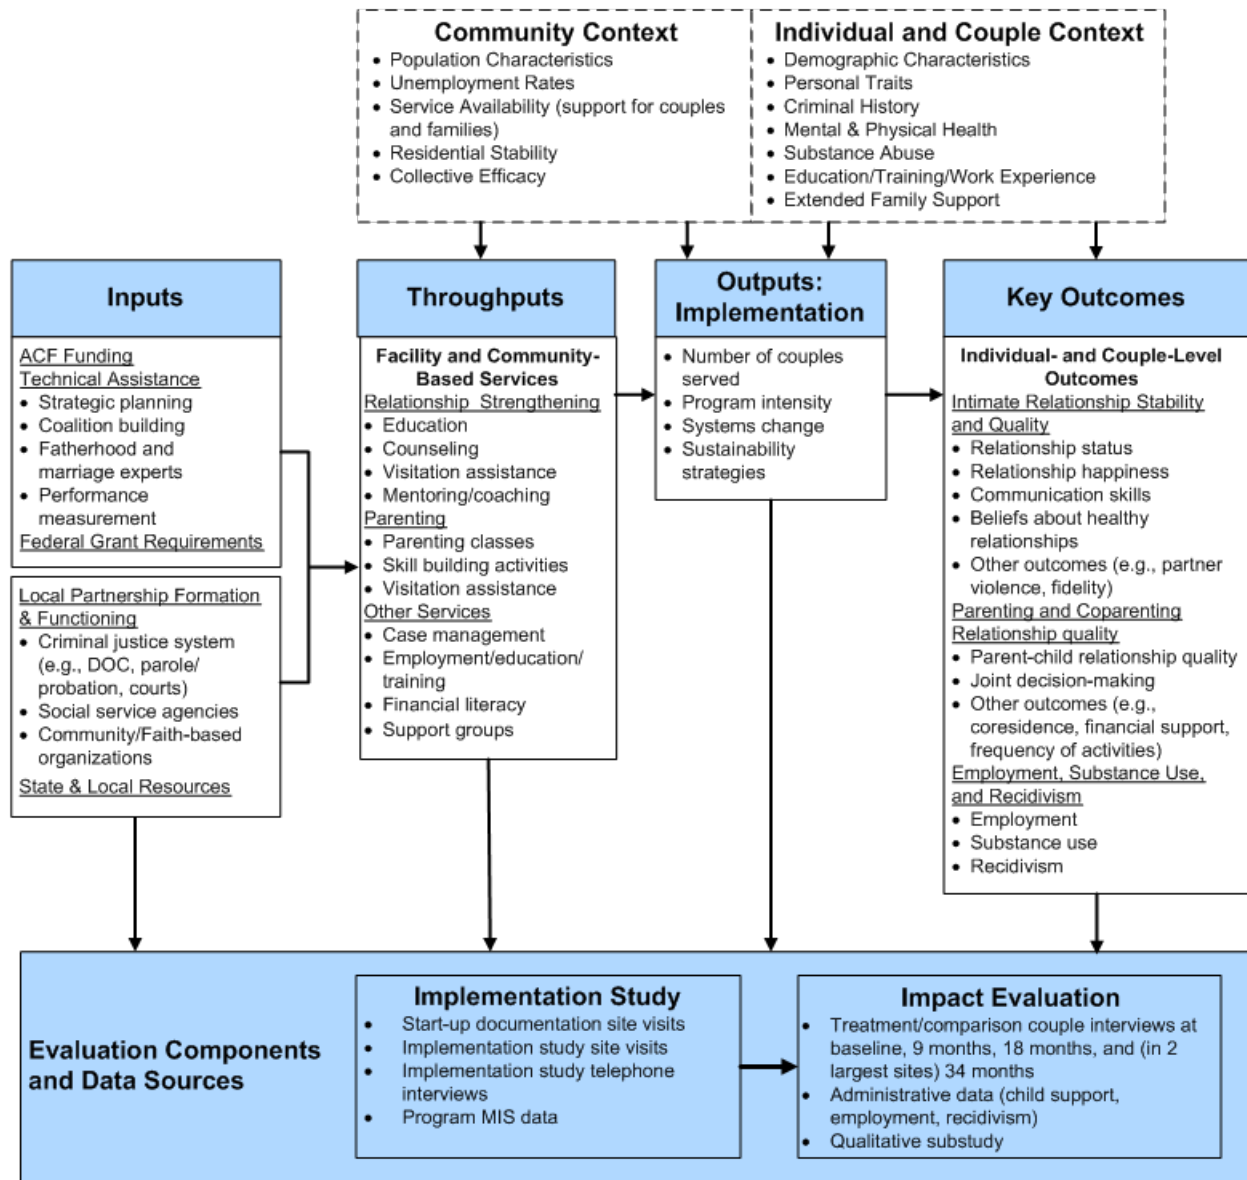 Community Context
• Population Characteristics
• Unemployment Rates
• Service Availability (support for couples
and families)
• Residential Stability
• Collective Efficacy
Individual and Couple Context
• Demographic Characteristics
• Personal Traits
• Criminal History
• Mental & Physical Health
• Substance Abuse
• Education/Training/Work Experience
• Extended Family Support
Inputs
ACF Funding
Technical Assistance
• Strategic planning
• Coalition building
• Fatherhood and
marriage experts
• Performance
measurement
Federal Grant Requirements
Local Partnership Formation
& Functioning
• Criminal justice system
(e.g., DOC, parole/
probation, courts)
• Social service agencies
• Community/Faith-based
organizations
State & Local Resources
Throughputs
Facility and Community-
Based Services
Relationship Strengthening
• Education
• Counseling
• Visitation assistance
• Mentoring/coaching
Parenting
• Parenting classes
• Skill building activities
• Visitation assistance
Other Services
• Case management
• Employment/education/
training
• Financial literacy
• Support groups
Outputs:
Implementation
• Number of couples
served
• Program intensity
• Systems change
• Sustainability
strategies
Key Outcomes
Individual- and Couple-Level
Outcomes
Intimate Relationship Stability
and Quality
• Relationship status
• Relationship happiness
• Communication skills
• Beliefs about healthy
relationships
• Other outcomes (e.g., partner
violence, fidelity)
Parenting and Coparenting
Relationship quality
• Parent-child relationship quality
• Joint decision-making
• Other outcomes (e.g.,
coresidence, financial support,
frequency of activities)
Employment, Substance Use,
and Recidivism
• Employment
• Substance use
• Recidivism
Evaluation Components
and Data Sources
Implementation Study
• Start-up documentation site visits
• Implementation study site visits
• Implementation study telephone
interviews
• Program MIS data
Impact Evaluation
• Treatment/comparison couple interviews at
baseline, 9 months, 18 months, and (in 2
largest sites) 34 months
• Administrative data (child support,
employment, recidivism)
• Qualitative substudy